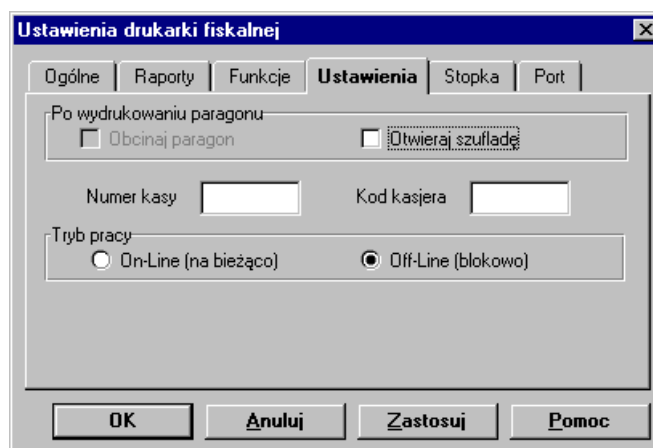 Ustawienia drukarki fiskalnej
Ogólne Raporty Funkcje Ustawienia Stopka Port
Po wydrukowaniu paragonu
Obcinaj paragon Otwieraj szufladę
Numer kasy Kod kasjera
Tryb pracy
On-Line (na bieżąco) Off-Line (blokowo)
OK Anuluj Zastosuj Pomoc